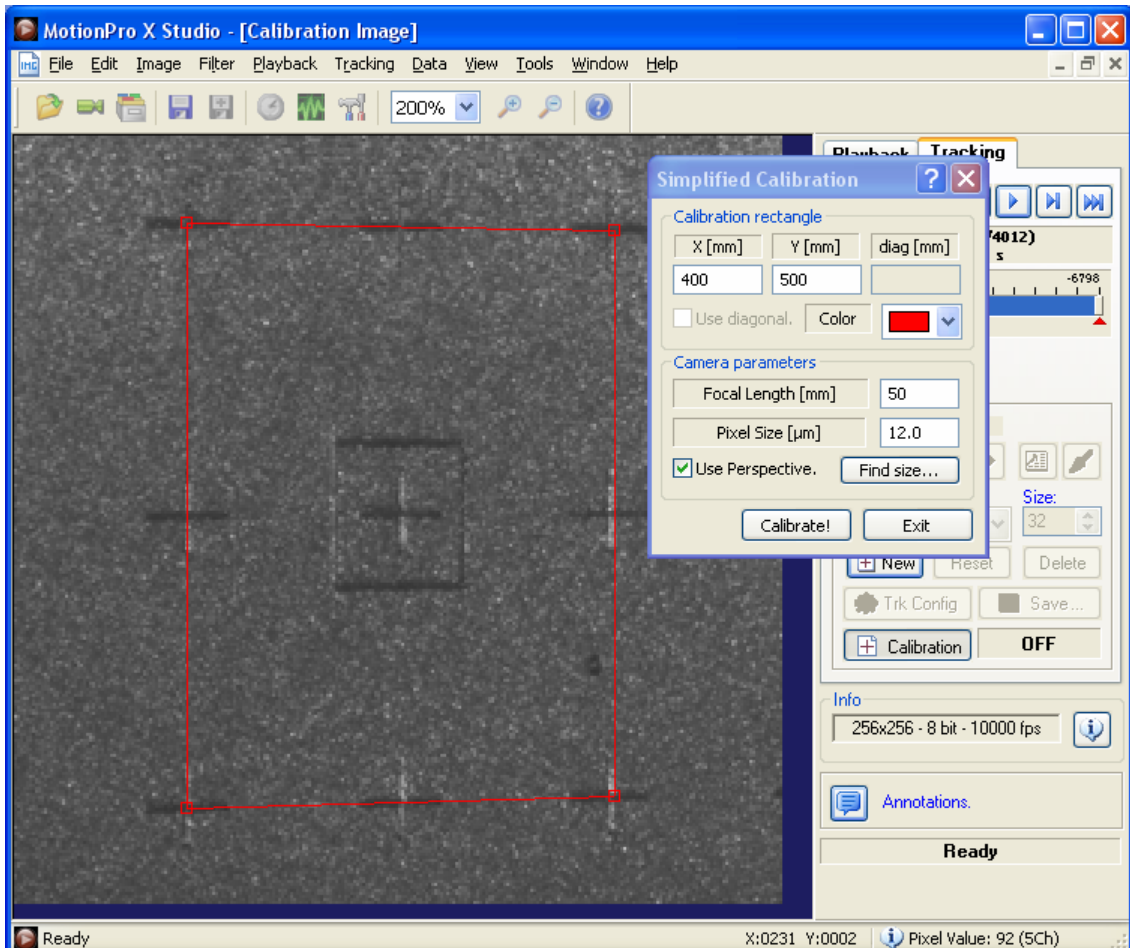 MotionPro X Studio - [Calibration Image]
File Edit Image Filter Playback Tracking Data View Tools Window Help
200%
Playback Tracking
Simplified Calibration
Calibration rectangle
X [mm] Y [mm] diag [mm]
400 500
Use diagonal. Color
Camera parameters
Focal Length [mm] 50
Pixel Size [µm] 12.0
Use Perspective. Find size...
Calibrate! Exit
74012)
s
-6798
Size:
32
New Reset Delete
Trk Config Save...
Calibration OFF
Info
256x256 - 8 bit - 10000 fps
Annotations.
Ready
Ready X:0231 Y:0002 Pixel Value: 92 (5Ch)